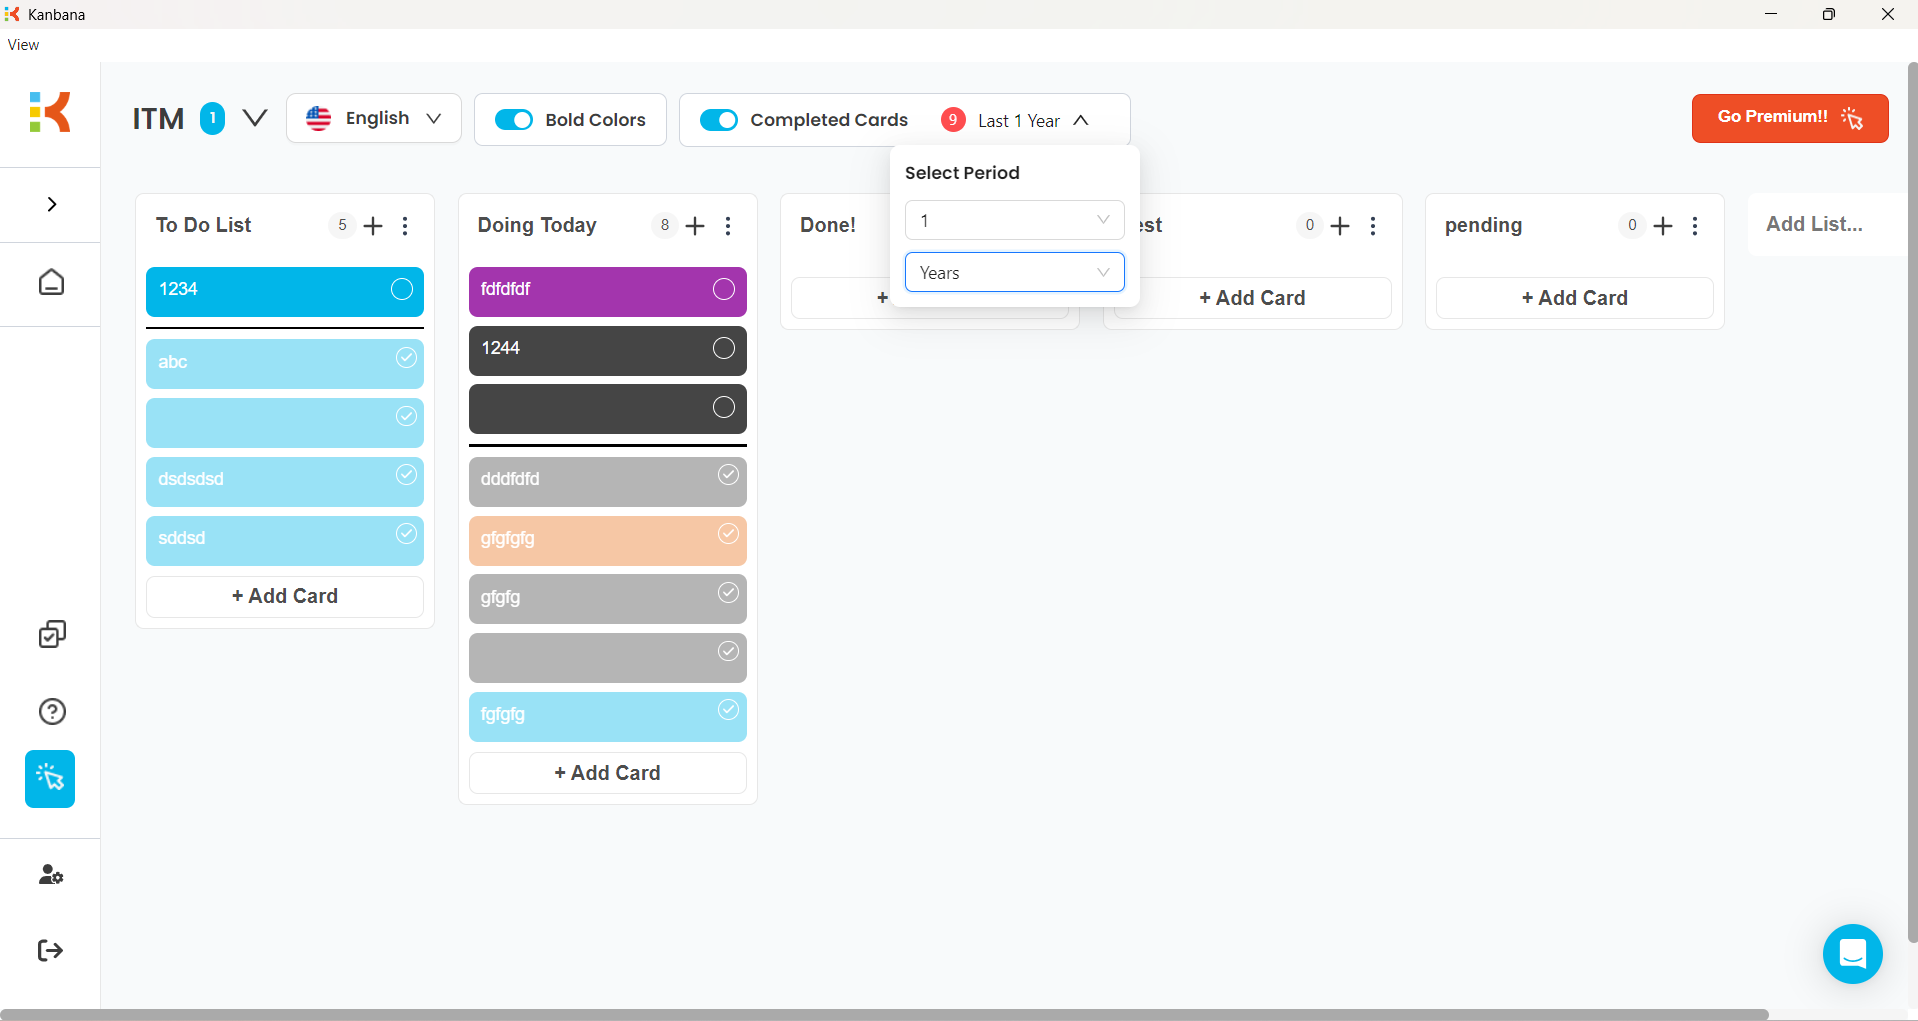 Kanbana
View
ITM 1
English
Bold Colors
Completed Cards 9 Last 1 Year
Go Premium!!
Select Period
1
Years
To Do List 5
1234
abc
dsdsdsd
sddsd
+ Add Card
Doing Today 8
fdfdfdf
1244
dddfdfd
gfgfgfg
gfgfg
fgfgfg
+ Add Card
Done!
+
est 0
+ Add Card
pending 0
+ Add Card
Add List...